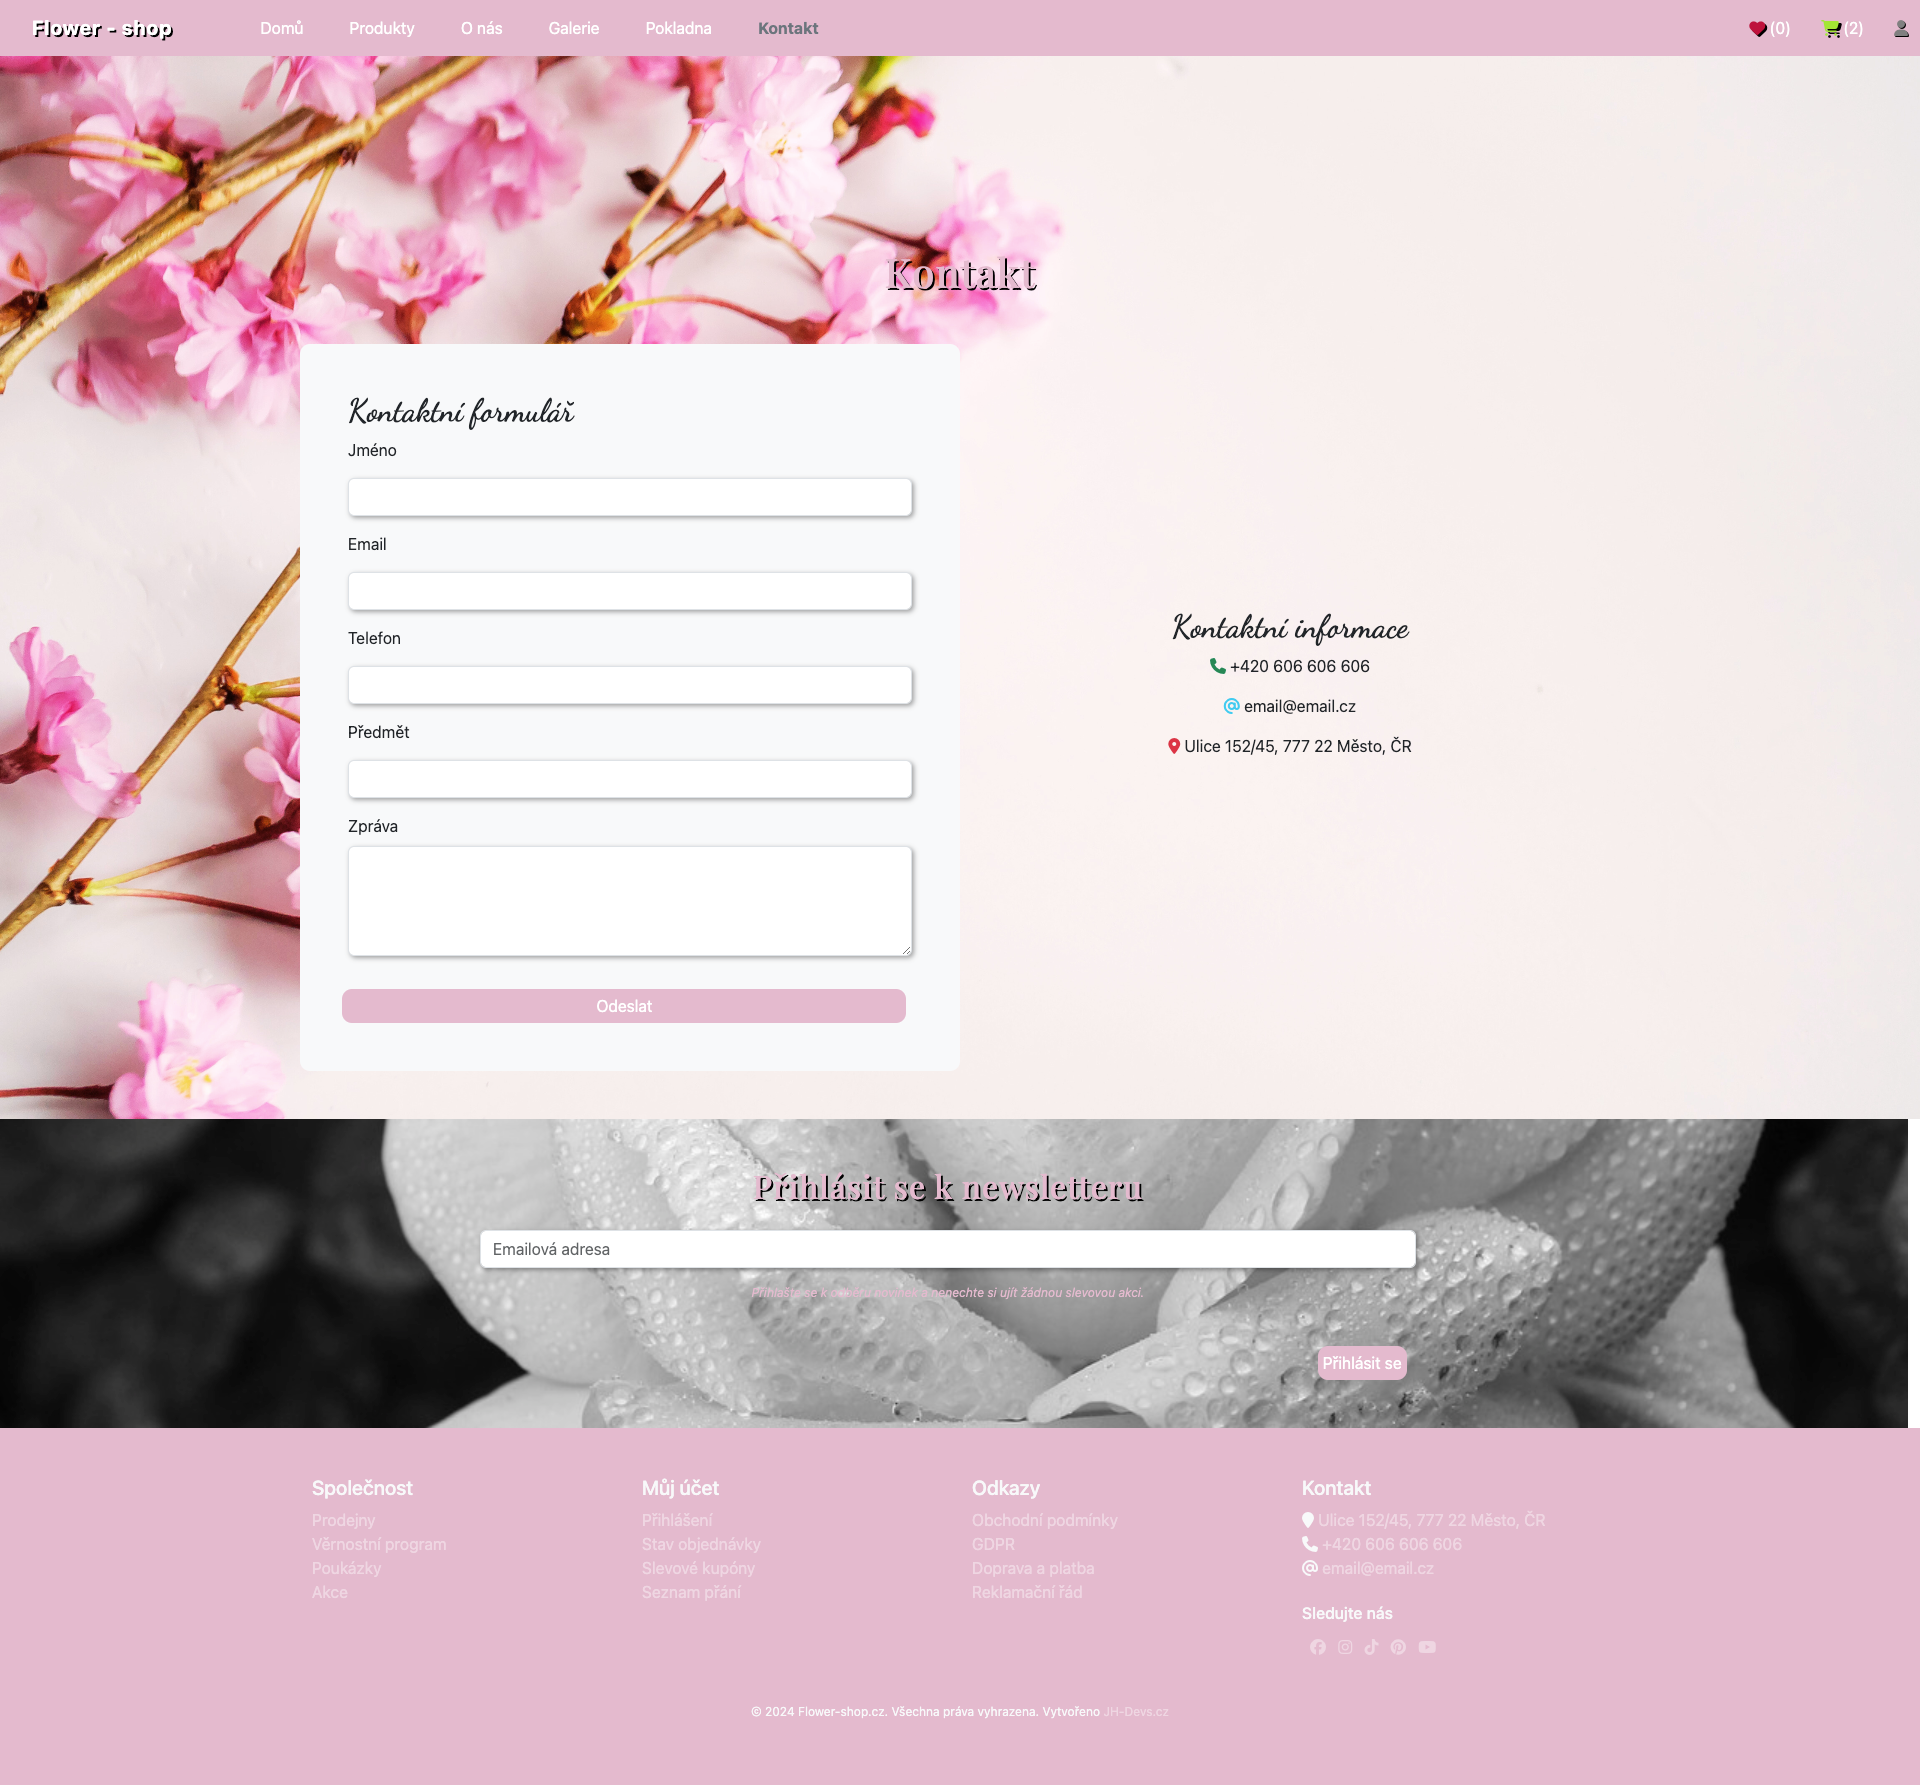 Flower - shop
Domů
Produkty
O nás
Galerie
Pokladna
Kontakt
(0)
(2)
Kontakt
Kontaktní formulář
Jméno
Email
Telefon
Předmět
Zpráva
Odeslat
Kontaktní informace
+420 606 606 606
email@email.cz
Ulice 152/45, 777 22 Město, ČR
Přihlásit se k newsletteru
Emailová adresa
Přihlašte se k odběru novinek a nenechte si ujít žádnou slevovou akci.
Přihlásit se
Společnost
Prodejny
Věrnostní program
Poukázky
Akce
Můj účet
Přihlášení
Stav objednávky
Slevové kupóny
Seznam přání
Odkazy
Obchodní podmínky
GDPR
Doprava a platba
Reklamační řád
Kontakt
Ulice 152/45, 777 22 Město, ČR
+420 606 606 606
email@email.cz
Sledujte nás
© 2024 Flower-shop.cz. Všechna práva vyhrazena. Vytvořeno JH-Devs.cz